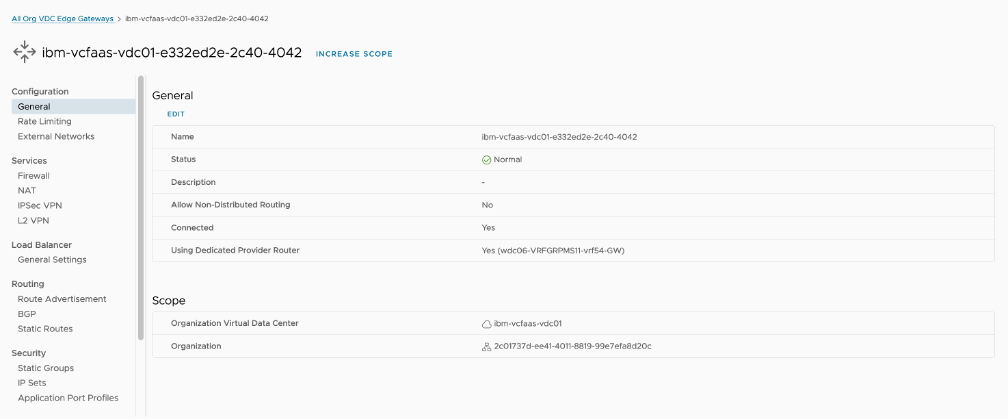 All Org VDC Edge Gateways > ibm-vcfaas-vdc01-e332ed2e-2c40-4042
ibm-vcfaas-vdc01-e332ed2e-2c40-4042 INCREASE SCOPE
Configuration
General
Rate Limiting
External Networks
Services
Firewall
NAT
IPSec VPN
L2 VPN
Load Balancer
General Settings
Routing
Route Advertisement
BGP
Static Routes
Security
Static Groups
IP Sets
Application Port Profiles
General
EDIT
Name ibm-vcfaas-vdc01-e332ed2e-2c40-4042
Status Normal
Description -
Allow Non-Distributed Routing No
Connected Yes
Using Dedicated Provider Router Yes (wdc06-VRFGRPMS11-vrf54-GW)
Scope
Organization Virtual Data Center ibm-vcfaas-vdc01
Organization 2c01737d-ee41-4011-8819-99e7efa8d20c